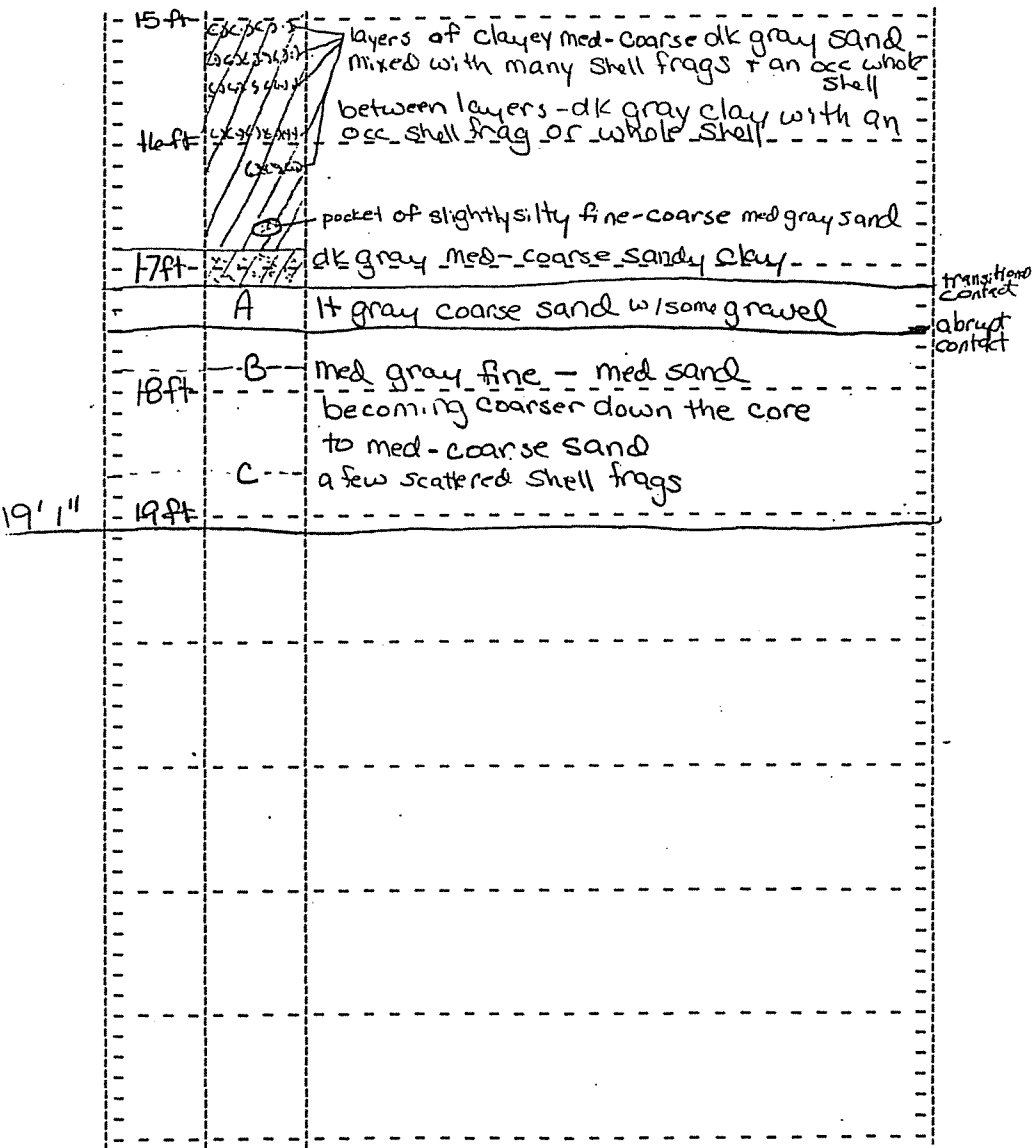 15 ft
layers of clayey med-coarse dk gray sand
mixed with many shell frags + an occ whole
shell
between layers - dk gray clay with an
16 ft
occ shell frag or whole shell
pocket of slightly silty fine-coarse med gray sand
17 ft
dk gray med-coarse sandy clay
transitional
contact
A
lt gray coarse sand w/some gravel
abrupt
contact
B
med gray fine - med sand
18 ft
becoming coarser down the core
to med-coarse sand
C
a few scattered shell frags
19'1"
19 ft